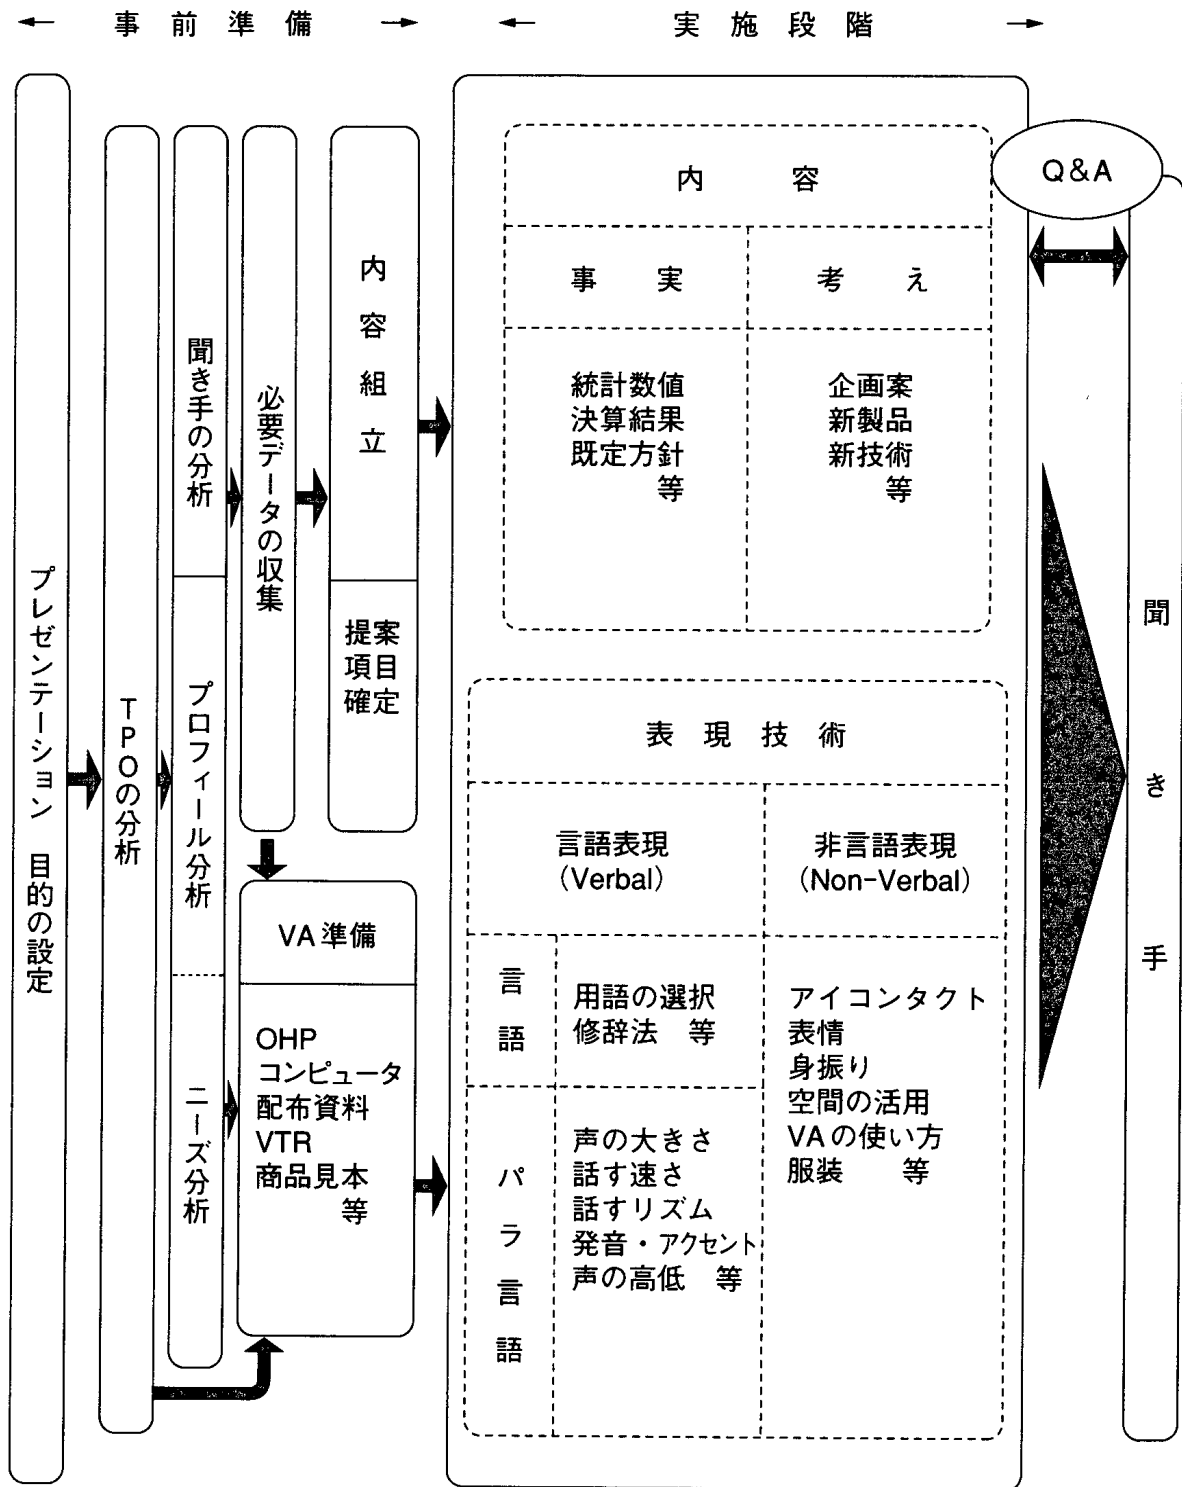 ← 事前準備 →
← 実施段階 →
プレゼンテーション 目的の設定
TPOの分析
聞き手の分析
プロフィール分析
ニーズ分析
必要データの収集
内容組立
提案
項目
確定
VA準備
OHP
コンピュータ
配布資料
VTR
商品見本
等
内容
事実
考え
統計数値
決算結果
既定方針
等
企画案
新製品
新技術
等
表現技術
言語表現
(Verbal)
非言語表現
(Non-Verbal)
言語
用語の選択
修辞法 等
パラ言語
声の大きさ
話す速さ
話すリズム
発音・アクセント
声の高低 等
アイコンタクト
表情
身振り
空間の活用
VAの使い方
服装 等
Q&A
聞き手